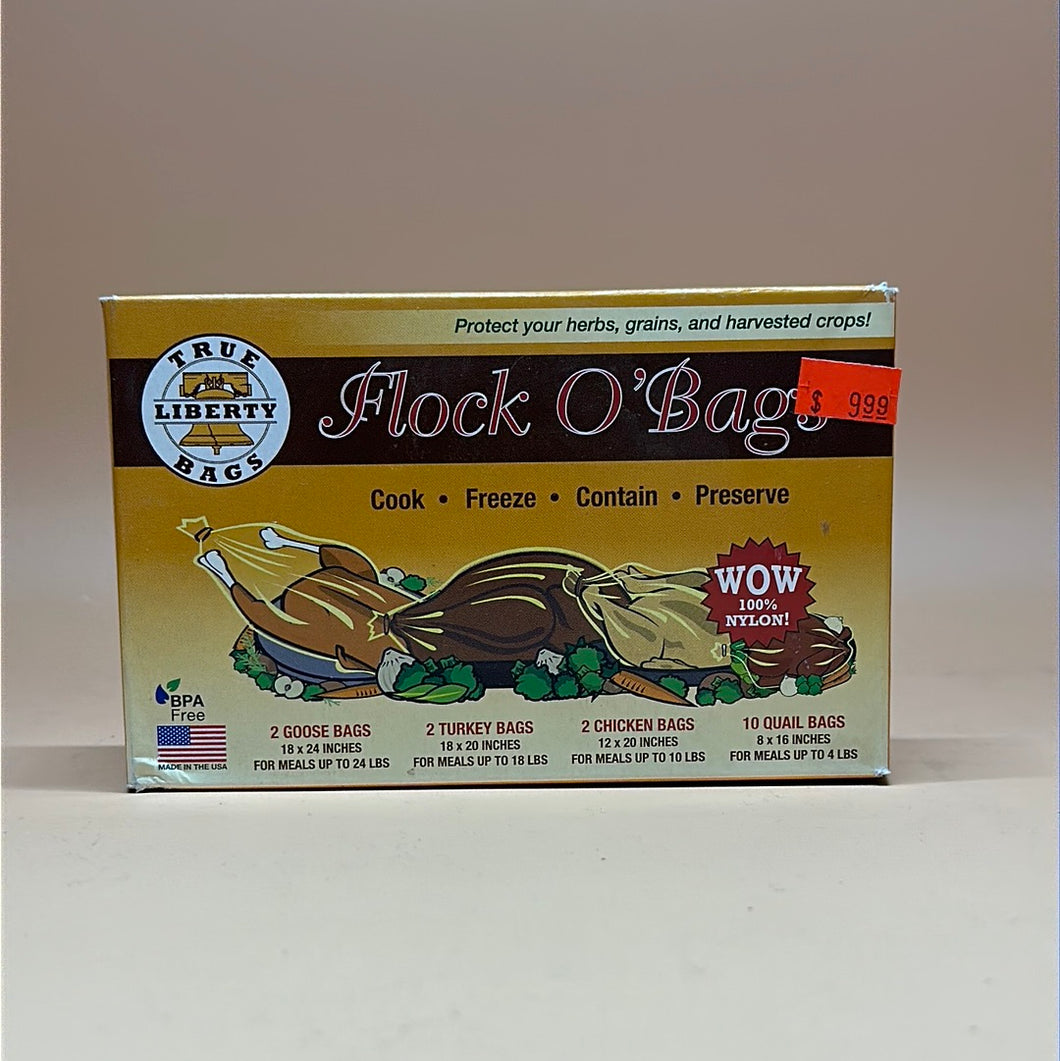 Protect your herbs, grains, and harvested crops!
TRUE
LIBERTY
BAGS
Flock O'Bags
$ 9.99
Cook • Freeze • Contain • Preserve
WOW
100%
NYLON!
BPA
Free
MADE IN THE USA
2 GOOSE BAGS
18 x 24 INCHES
FOR MEALS UP TO 24 LBS
2 TURKEY BAGS
18 x 20 INCHES
FOR MEALS UP TO 18 LBS
2 CHICKEN BAGS
12 x 20 INCHES
FOR MEALS UP TO 10 LBS
10 QUAIL BAGS
8 x 16 INCHES
FOR MEALS UP TO 4 LBS